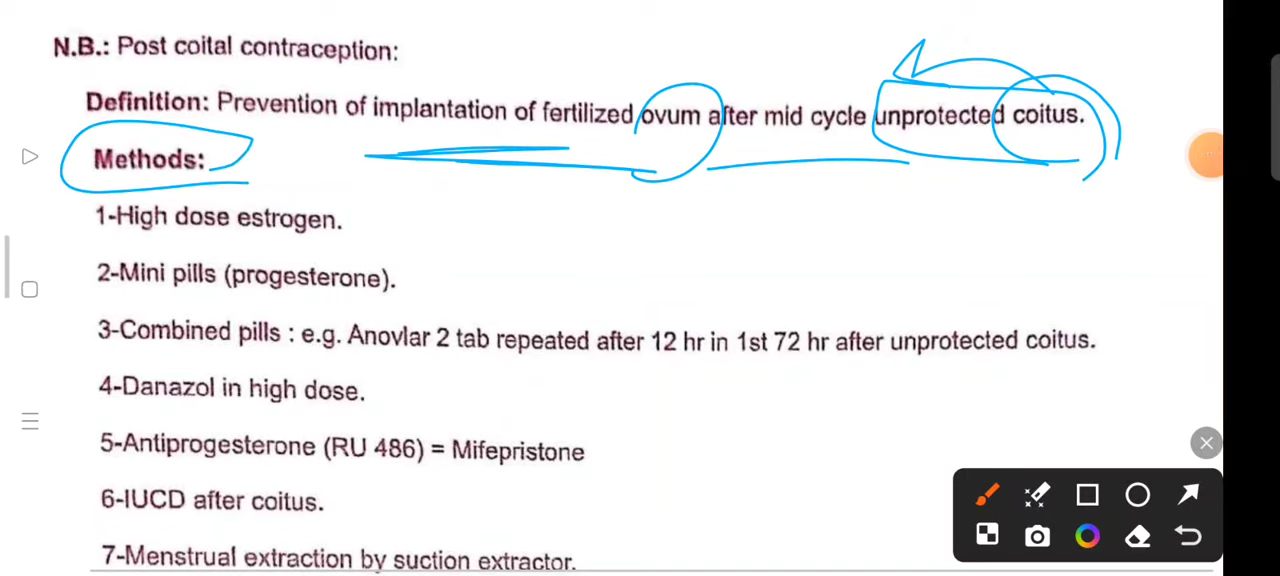 N.B.: Post coital contraception:
Definition: Prevention of implantation of fertilized ovum after mid cycle unprotected coitus.
Methods:
1-High dose estrogen.
2-Mini pills (progesterone).
3-Combined pills : e.g. Anovlar 2 tab repeated after 12 hr in 1st 72 hr after unprotected coitus.
4-Danazol in high dose.
5-Antiprogesterone (RU 486) = Mifepristone
6-IUCD after coitus.
7-Menstrual extraction by suction extractor.